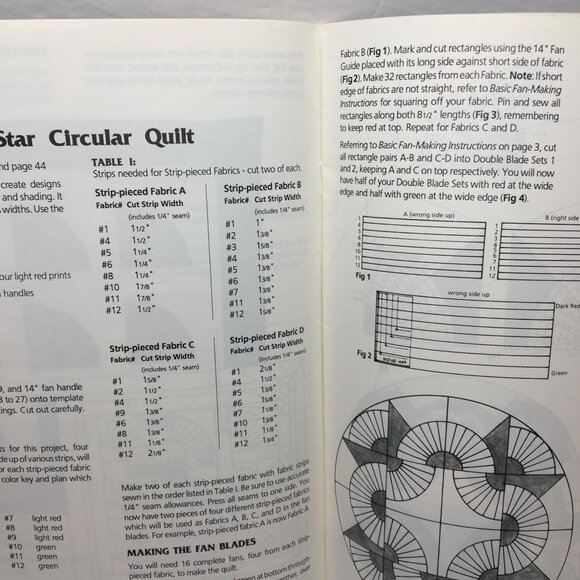 Star Circular Quilt
nd page 44
create designs
and shading. It
s widths. Use the
our light red prints
n handles
9, and 14" fan handle
8 to 27) onto template
tings. Cut out carefully.
ts for this project, four
de up of various strips, will
or each strip-pieced fabric
color key and plan which
#7 light red
#8 light red
#9 light red
#10 green
#11 green
#12 green
TABLE I:
Strips needed for Strip-pieced Fabrics - cut two of each.
Strip-pieced Fabric A
Fabric# Cut Strip Width
(includes 1/4" seam)
#1 1 1/2"
#4 1 1/2"
#5 1 1/4"
#6 1 1/4"
#8 1 1/4"
#10 1 7/8"
#11 1 7/8"
#12 1 1/2"
Strip-pieced Fabric B
Fabric# Cut Strip Width
(includes 1/4" seam)
#1 1"
#2 1 3/8"
#3 1 5/8"
#4 1 3/8"
#5 1 3/8"
#6 1 3/8"
#11 1 3/8"
#12 1 5/8"
Strip-pieced Fabric C
Fabric# Cut Strip Width
(includes 1/4" seam)
#1 1 5/8"
#2 1 1/2"
#4 1 1/2"
#9 1 3/8"
#6 1 3/8"
#8 1 3/8"
#11 1 1/8"
#12 2 1/8"
Strip-pieced Fabric D
Fabric# Cut Strip Width
(includes 1/4" seam)
#1 2 1/8"
#4 1 1/2"
#5 1 3/8"
#6 1 3/8"
#7 1 3/8"
#10 1 3/8"
#11 1 1/8"
#12 1 3/4"
Make two of each strip-pieced fabric with fabric strips
sewn in the order listed in Table I. Be sure to use accurate
1/4" seam allowances. Press all seams to one side. You
now have two pieces of four different strip-pieced fabrics
which will be used as Fabrics A, B, C, and D in the fan
blades. For example, strip-pieced fabric A is now Fabric A
MAKING THE FAN BLADES
You will need 16 complete fans, four from each strip-
pieced fabric, to make the quilt.
green at bottom through-
Fabric B (Fig 1). Mark and cut rectangles using the 14" Fan
Guide placed with its long side against short side of fabric
(Fig2). Make 32 rectangles from each Fabric. Note: If short
edge of fabrics are not straight, refer to Basic Fan-Making
Instructions for squaring off your fabric. Pin and sew all
rectangles along both 8 1/2" lengths (Fig 3), remembering
to keep red at top. Repeat for Fabrics C and D.
Referring to Basic Fan-Making Instructions on page 3, cut
all rectangle pairs A-B and C-D into Double Blade Sets 1
and 2, keeping A and C on top respectively. You will now
have half of your Double Blade Sets with red at the wide
edge and half with green at the wide edge (Fig 4).
A (wrong side up)
B (right side
1
4
5
6
8
10
11
12
Fig 1
wrong side up
Dark Red
Fig 2
Green